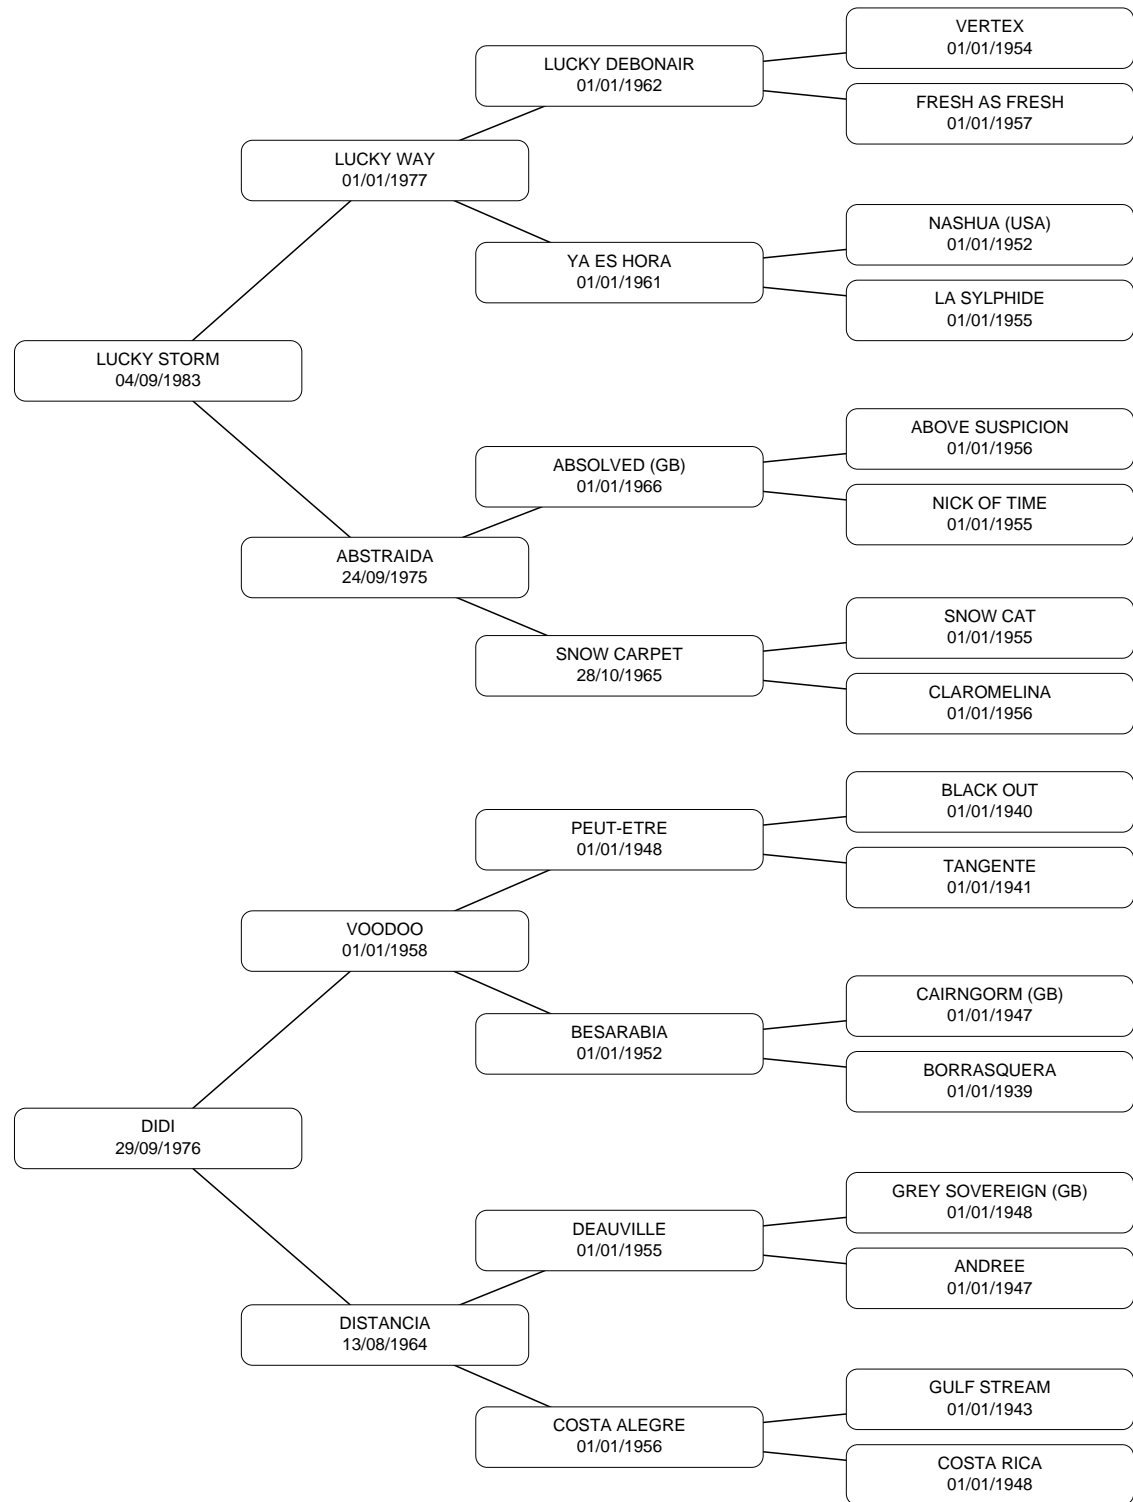 VERTEX
01/01/1954
LUCKY DEBONAIR
01/01/1962
FRESH AS FRESH
01/01/1957
LUCKY WAY
01/01/1977
NASHUA (USA)
01/01/1952
YA ES HORA
01/01/1961
LA SYLPHIDE
01/01/1955
LUCKY STORM
04/09/1983
ABOVE SUSPICION
01/01/1956
ABSOLVED (GB)
01/01/1966
NICK OF TIME
01/01/1955
ABSTRAIDA
24/09/1975
SNOW CAT
01/01/1955
SNOW CARPET
28/10/1965
CLAROMELINA
01/01/1956
BLACK OUT
01/01/1940
PEUT-ETRE
01/01/1948
TANGENTE
01/01/1941
VOODOO
01/01/1958
CAIRNGORM (GB)
01/01/1947
BESARABIA
01/01/1952
BORRASQUERA
01/01/1939
DIDI
29/09/1976
GREY SOVEREIGN (GB)
01/01/1948
DEAUVILLE
01/01/1955
ANDREE
01/01/1947
DISTANCIA
13/08/1964
GULF STREAM
01/01/1943
COSTA ALEGRE
01/01/1956
COSTA RICA
01/01/1948